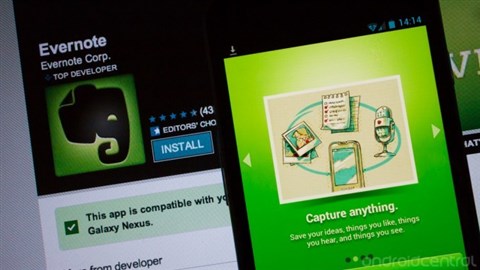 Evernote
Evernote Corp.
TOP DEVELOPER
(43
EDITORS' CHO
INSTALL
This app is compatible with yo
Galaxy Nexus.
from developer
14:14
Capture anything.
Save your ideas, things you like, things
you hear, and things you see.
androidcentral